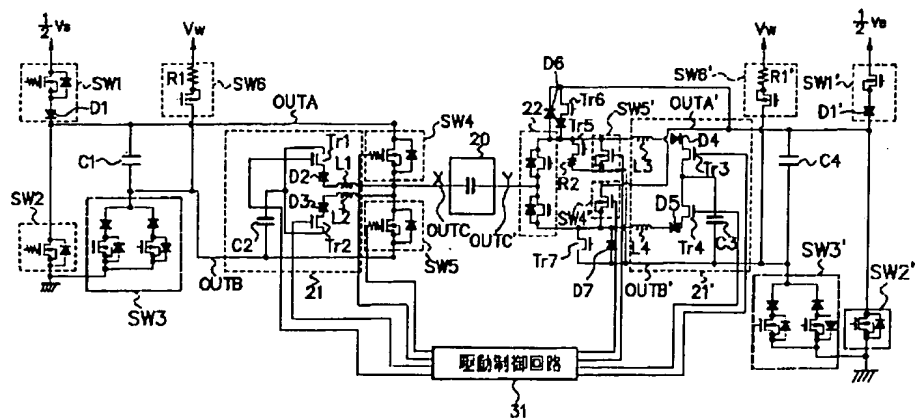 ½ Vs
Vw
Vw
½ Vs
SW1
D1
R1
SW6
OUTA
D6
Tr6
SW6'
R1'
SW1'
D1'
22
Tr5
SW5'
OUTA'
D4
C1
Tr1
L1
D2
SW4
20
R2
L3
Tr3
C4
SW2
D3
L2
C2
Tr2
X
OUTC
Y
OUTC'
SW4'
D5
L4
Tr4
C3
SW5
Tr7
D7
OUTB'
21'
SW3'
SW2'
SW3
OUTB
21
駆動制御回路
31